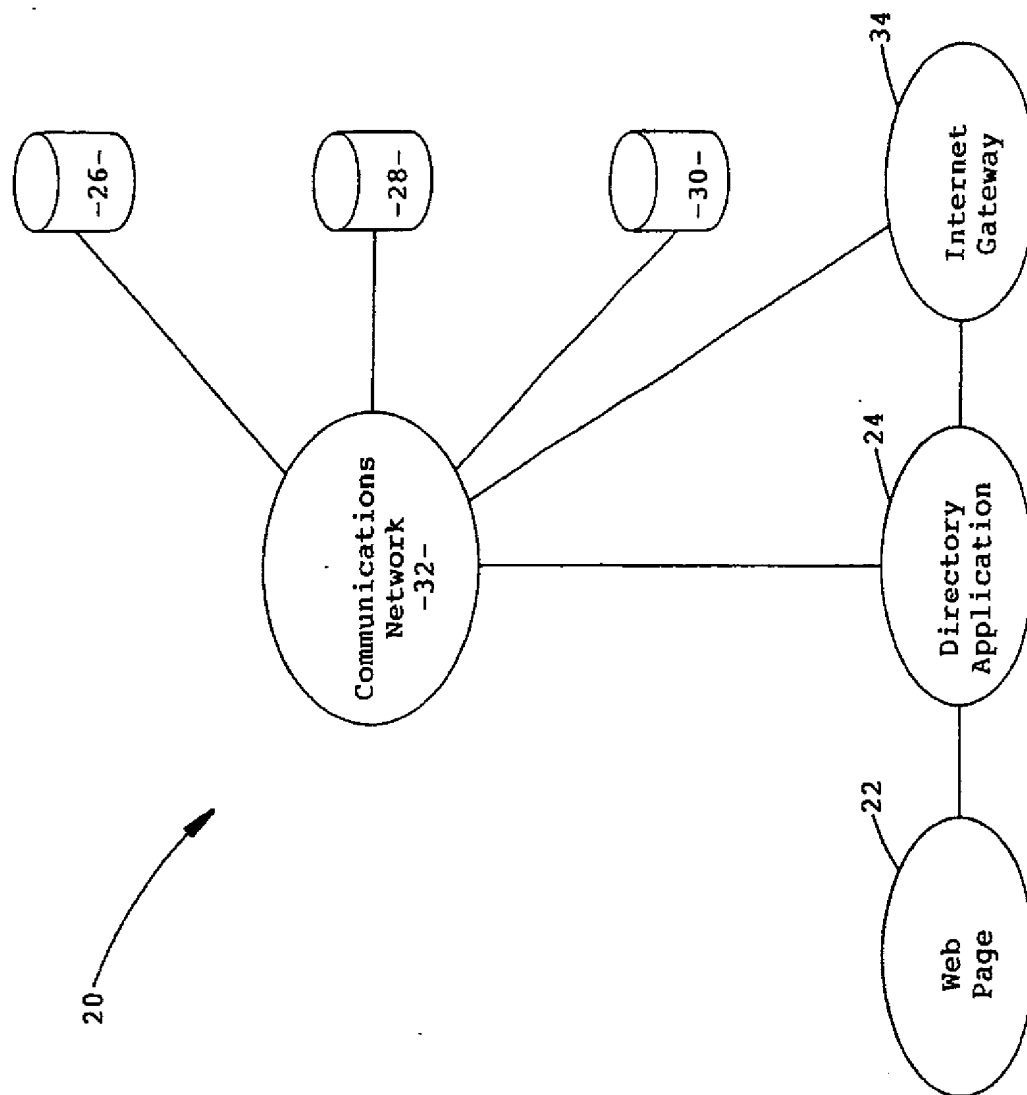 20
-26-
-28-
-30-
Communications
Network
-32-
34
Internet
Gateway
24
Directory
Application
22
Web
Page